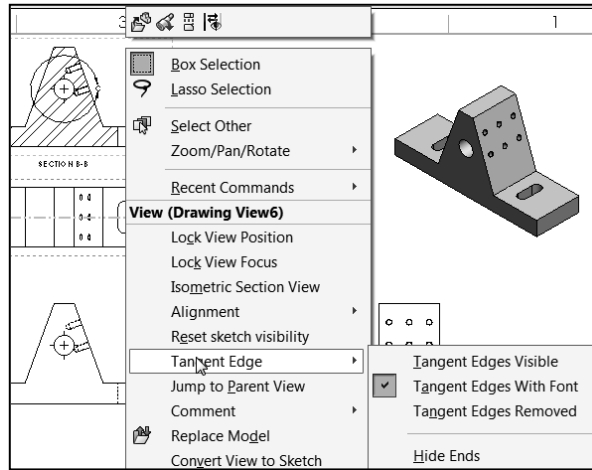 3
1
Box Selection
Lasso Selection
Select Other
Zoom/Pan/Rotate
Recent Commands
View (Drawing View6)
Lock View Position
Lock View Focus
Isometric Section View
Alignment
Reset sketch visibility
Tangent Edge
Jump to Parent View
Comment
Replace Model
Convert View to Sketch
SECTION B-B
Tangent Edges Visible
Tangent Edges With Font
Tangent Edges Removed
Hide Ends